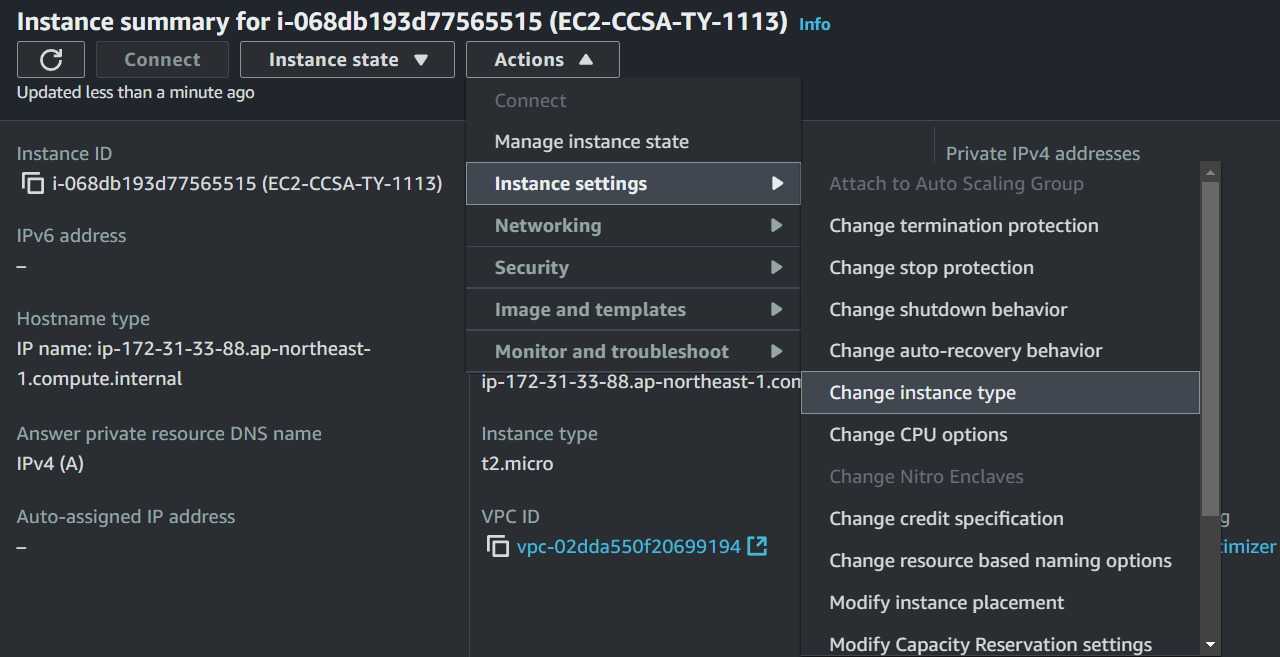 Instance summary for i-068db193d77565515 (EC2-CCSA-TY-1113) Info
Connect
Instance state
Actions
Updated less than a minute ago
Connect
Manage instance state
Instance settings
Networking
Security
Image and templates
Monitor and troubleshoot
Attach to Auto Scaling Group
Change termination protection
Change stop protection
Change shutdown behavior
Change auto-recovery behavior
Change instance type
Change CPU options
Change Nitro Enclaves
Change credit specification
Change resource based naming options
Modify instance placement
Modify Capacity Reservation settings
Instance ID
i-068db193d77565515 (EC2-CCSA-TY-1113)
IPv6 address
–
Hostname type
IP name: ip-172-31-33-88.ap-northeast-
1.compute.internal
Answer private resource DNS name
IPv4 (A)
Auto-assigned IP address
–
ip-172-31-33-88.ap-northeast-1.com
Instance type
t2.micro
VPC ID
vpc-02dda550f20699194
Private IPv4 addresses